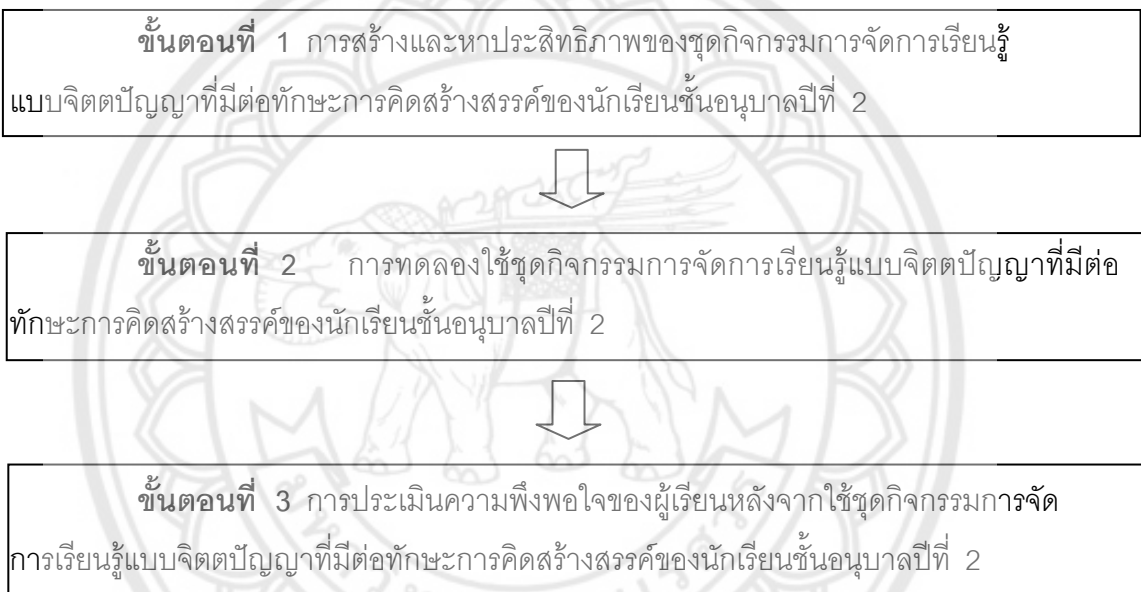 ขั้นตอนที่ 1 การสร้างและหาประสิทธิภาพของชุดกิจกรรมการจัดการเรียนรู้
แบบจิตตปัญญาที่มีต่อทักษะการคิดสร้างสรรค์ของนักเรียนชั้นอนุบาลปีที่ 2
ขั้นตอนที่ 2 การทดลองใช้ชุดกิจกรรมการจัดการเรียนรู้แบบจิตตปัญญาที่มีต่อ
ทักษะการคิดสร้างสรรค์ของนักเรียนชั้นอนุบาลปีที่ 2
ขั้นตอนที่ 3 การประเมินความพึงพอใจของผู้เรียนหลังจากใช้ชุดกิจกรรมการจัด
การเรียนรู้แบบจิตตปัญญาที่มีต่อทักษะการคิดสร้างสรรค์ของนักเรียนชั้นอนุบาลปีที่ 2